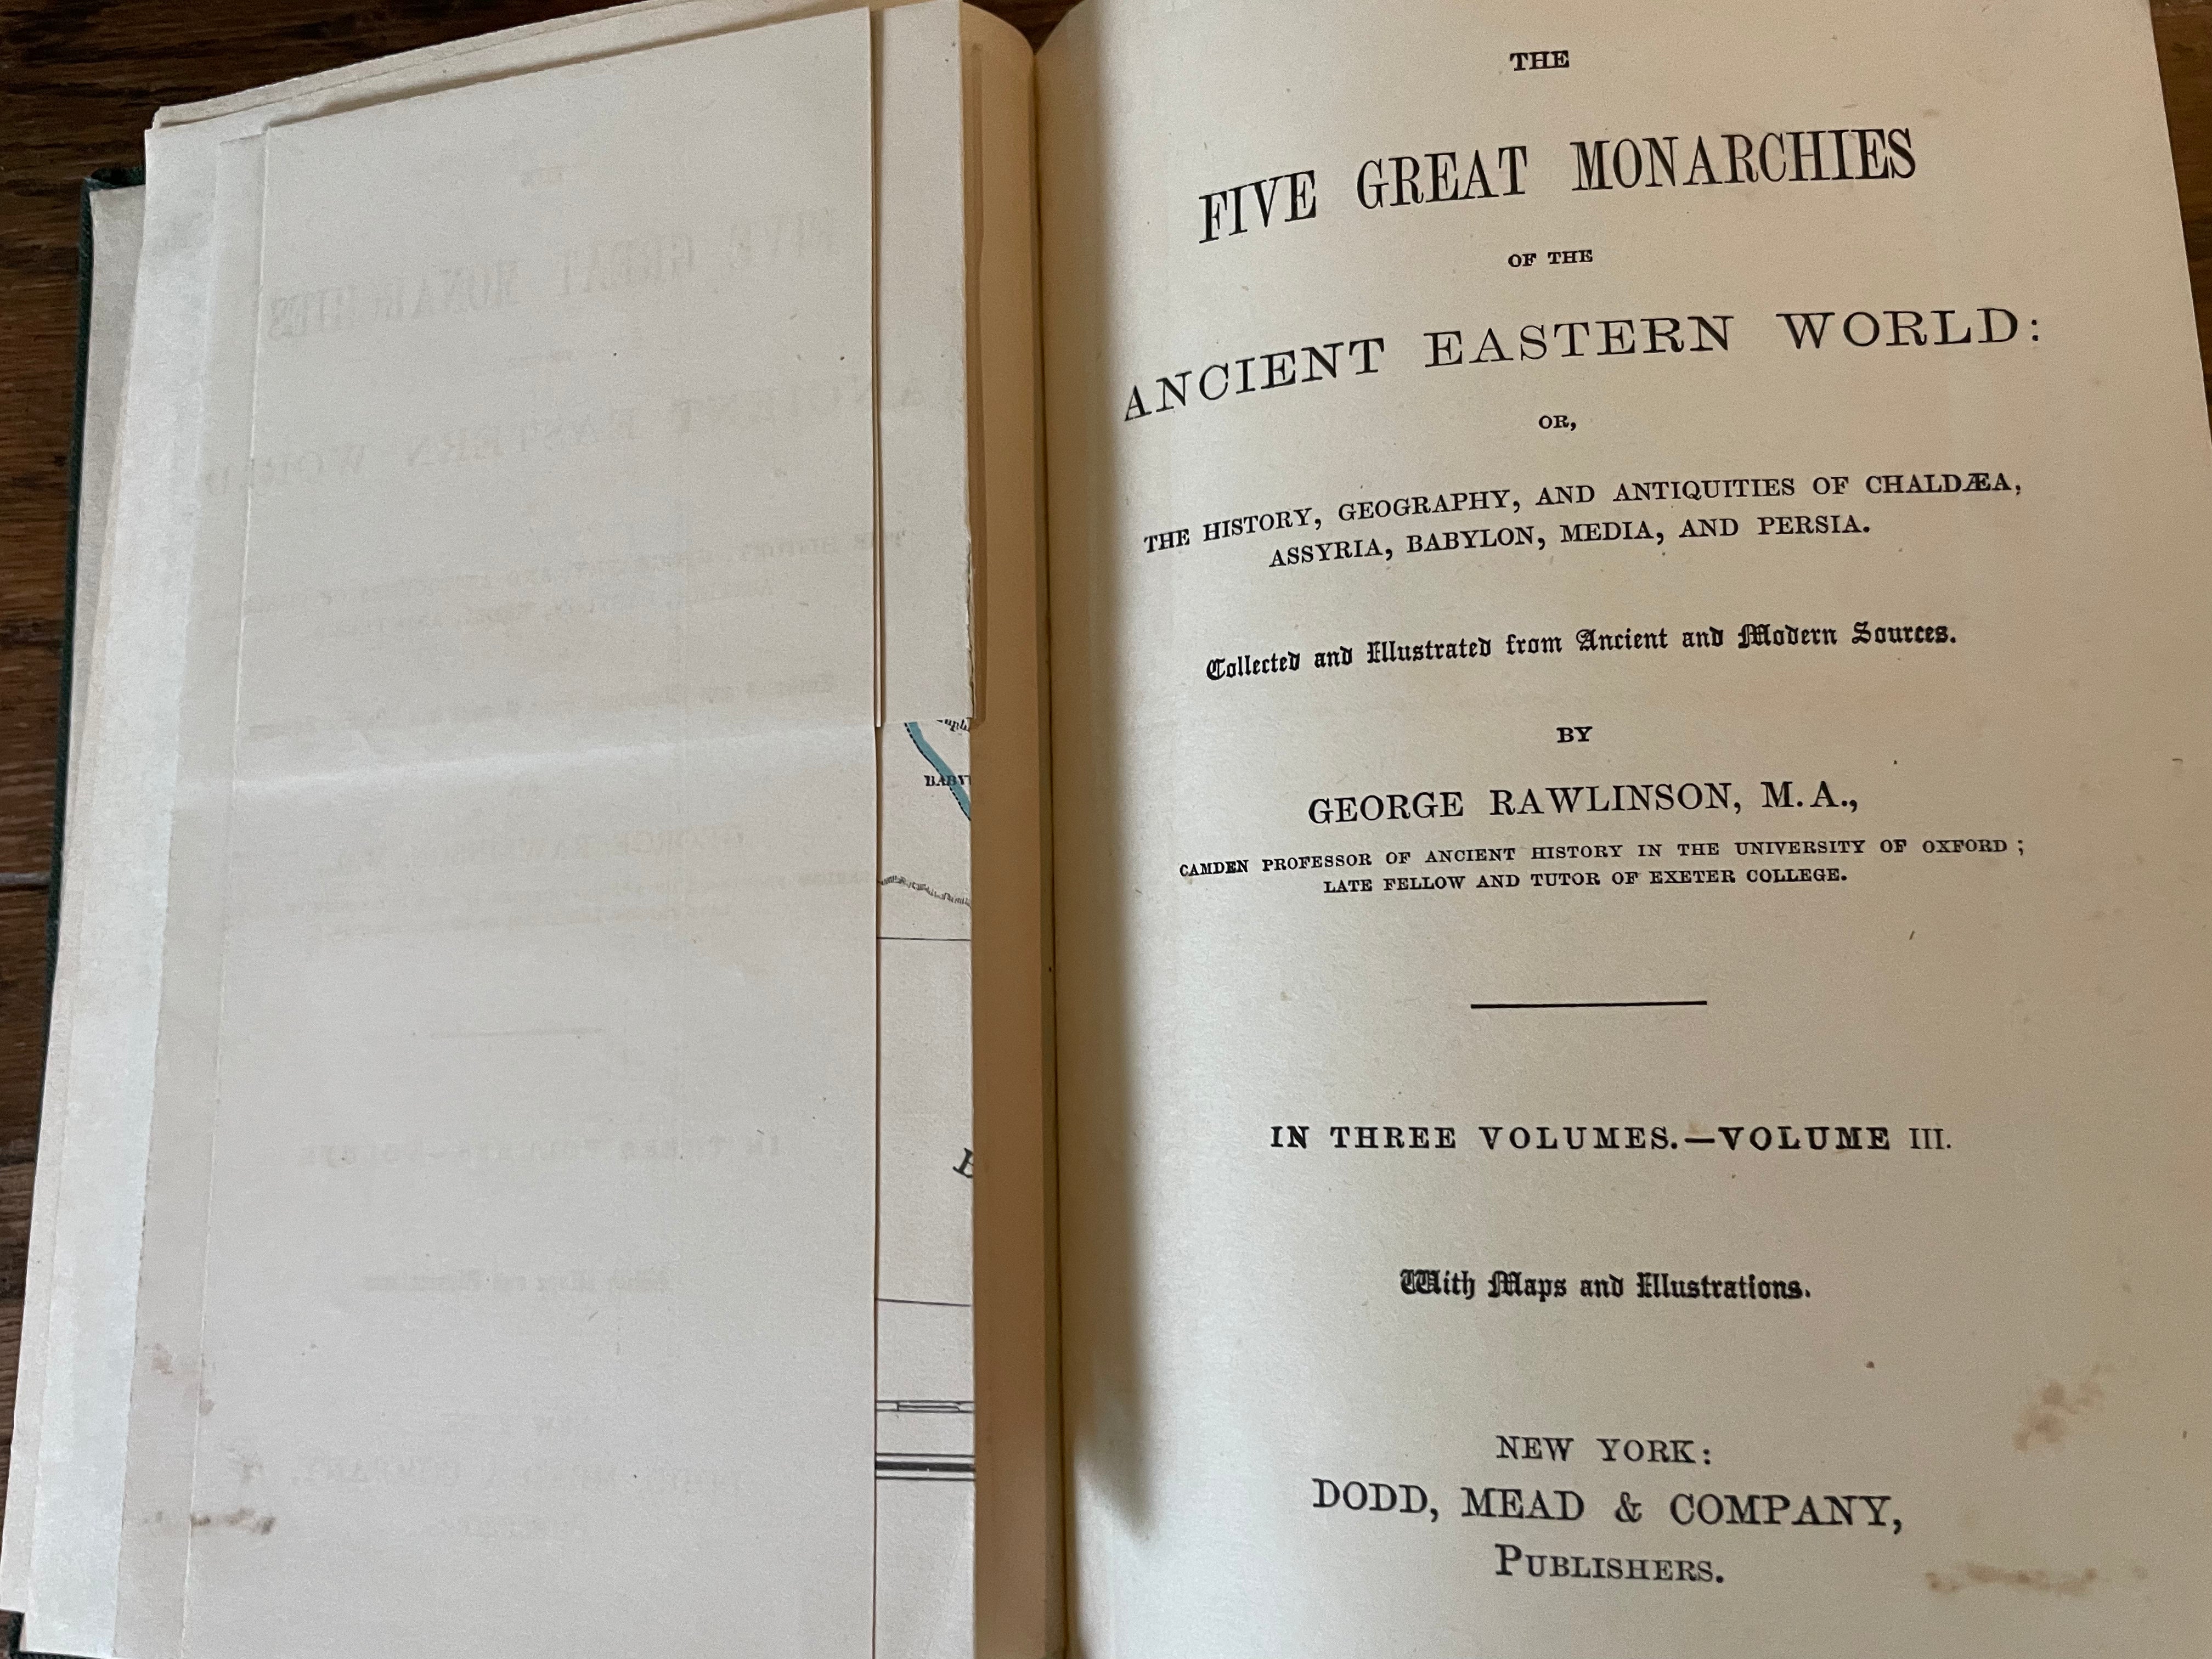 THE
FIVE GREAT MONARCHIES
OF THE
ANCIENT EASTERN WORLD:
OR,
THE HISTORY, GEOGRAPHY, AND ANTIQUITIES OF CHALDÆA,
ASSYRIA, BABYLON, MEDIA, AND PERSIA.
Collected and Illustrated from Ancient and Modern Sources.
BY
GEORGE RAWLINSON, M.A.,
CAMDEN PROFESSOR OF ANCIENT HISTORY IN THE UNIVERSITY OF OXFORD;
LATE FELLOW AND TUTOR OF EXETER COLLEGE.
IN THREE VOLUMES.—VOLUME III.
With Maps and Illustrations.
NEW YORK:
DODD, MEAD & COMPANY,
PUBLISHERS.